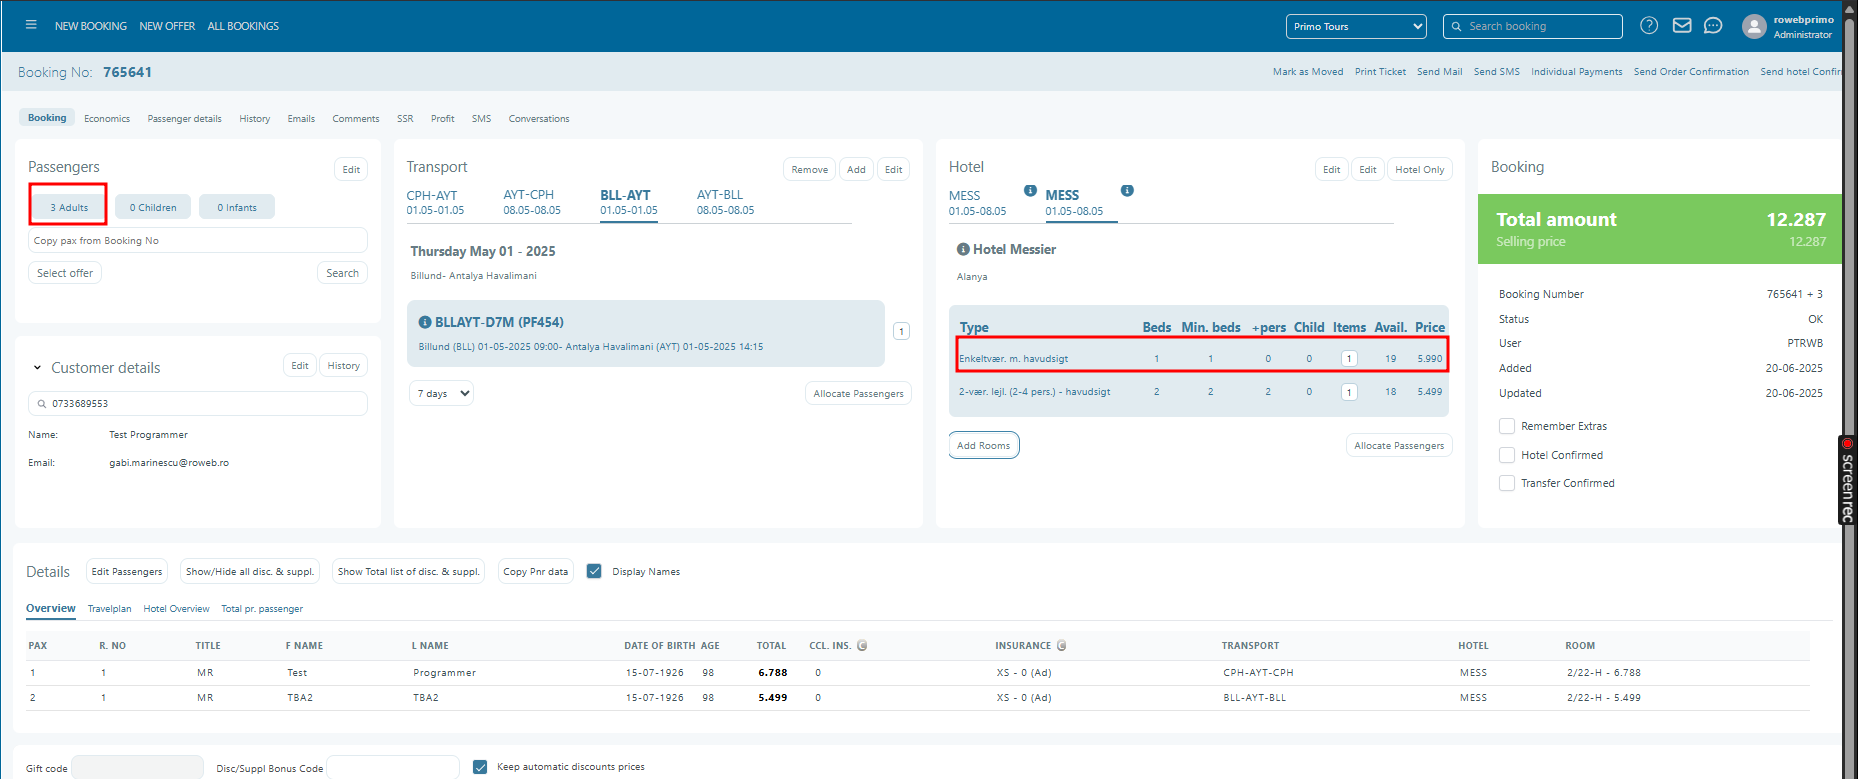 NEW BOOKING NEW OFFER ALL BOOKINGS
Primo Tours
Search booking
rowebprimo
Administrator
Booking No: 765641
Mark as Moved Print Ticket Send Mail Send SMS Individual Payments Send Order Confirmation Send hotel Confir
Booking Economics Passenger details History Emails Comments SSR Profit SMS Conversations
Passengers
Edit
3 Adults 0 Children 0 Infants
Copy pax from Booking No
Select offer Search
Customer details
Edit History
0733689553
Name: Test Programmer
Email: gabi.marinescu@roweb.ro
Transport
Remove Add Edit
CPH-AYT AYT-CPH BLL-AYT AYT-BLL
01.05-01.05 08.05-08.05 01.05-01.05 08.05-08.05
Thursday May 01 - 2025
Billund- Antalya Havalimani
BLLAYT-D7M (PF454)
Billund (BLL) 01-05-2025 09:00- Antalya Havalimani (AYT) 01-05-2025 14:15
1
7 days
Allocate Passengers
Hotel
Edit Edit Hotel Only
MESS MESS
01.05-08.05 01.05-08.05
Hotel Messier
Alanya
Type Beds Min. beds +pers Child Items Avail. Price
Enkeltvær. m. havudsigt 1 1 0 0 1 19 5.990
2-vær. lejl. (2-4 pers.) - havudsigt 2 2 2 0 1 18 5.499
Add Rooms
Allocate Passengers
Booking
Total amount 12.287
Selling price 12.287
Booking Number 765641 + 3
Status OK
User PTRWB
Added 20-06-2025
Updated 20-06-2025
Remember Extras
Hotel Confirmed
Transfer Confirmed
screenrec
Details
Edit Passengers Show/Hide all disc. & suppl. Show Total list of disc. & suppl. Copy Pnr data Display Names
Overview Travelplan Hotel Overview Total pr. passenger
PAX R. NO TITLE F NAME L NAME DATE OF BIRTH AGE TOTAL CCL. INS. C INSURANCE C TRANSPORT HOTEL ROOM
1 1 MR Test Programmer 15-07-1926 98 6.788 0 XS - 0 (Ad) CPH-AYT-CPH MESS 2/22-H - 6.788
2 1 MR TBA2 TBA2 15-07-1926 98 5.499 0 XS - 0 (Ad) BLL-AYT-BLL MESS 2/22-H - 5.499
Gift code Disc/Suppl Bonus Code Keep automatic discounts prices